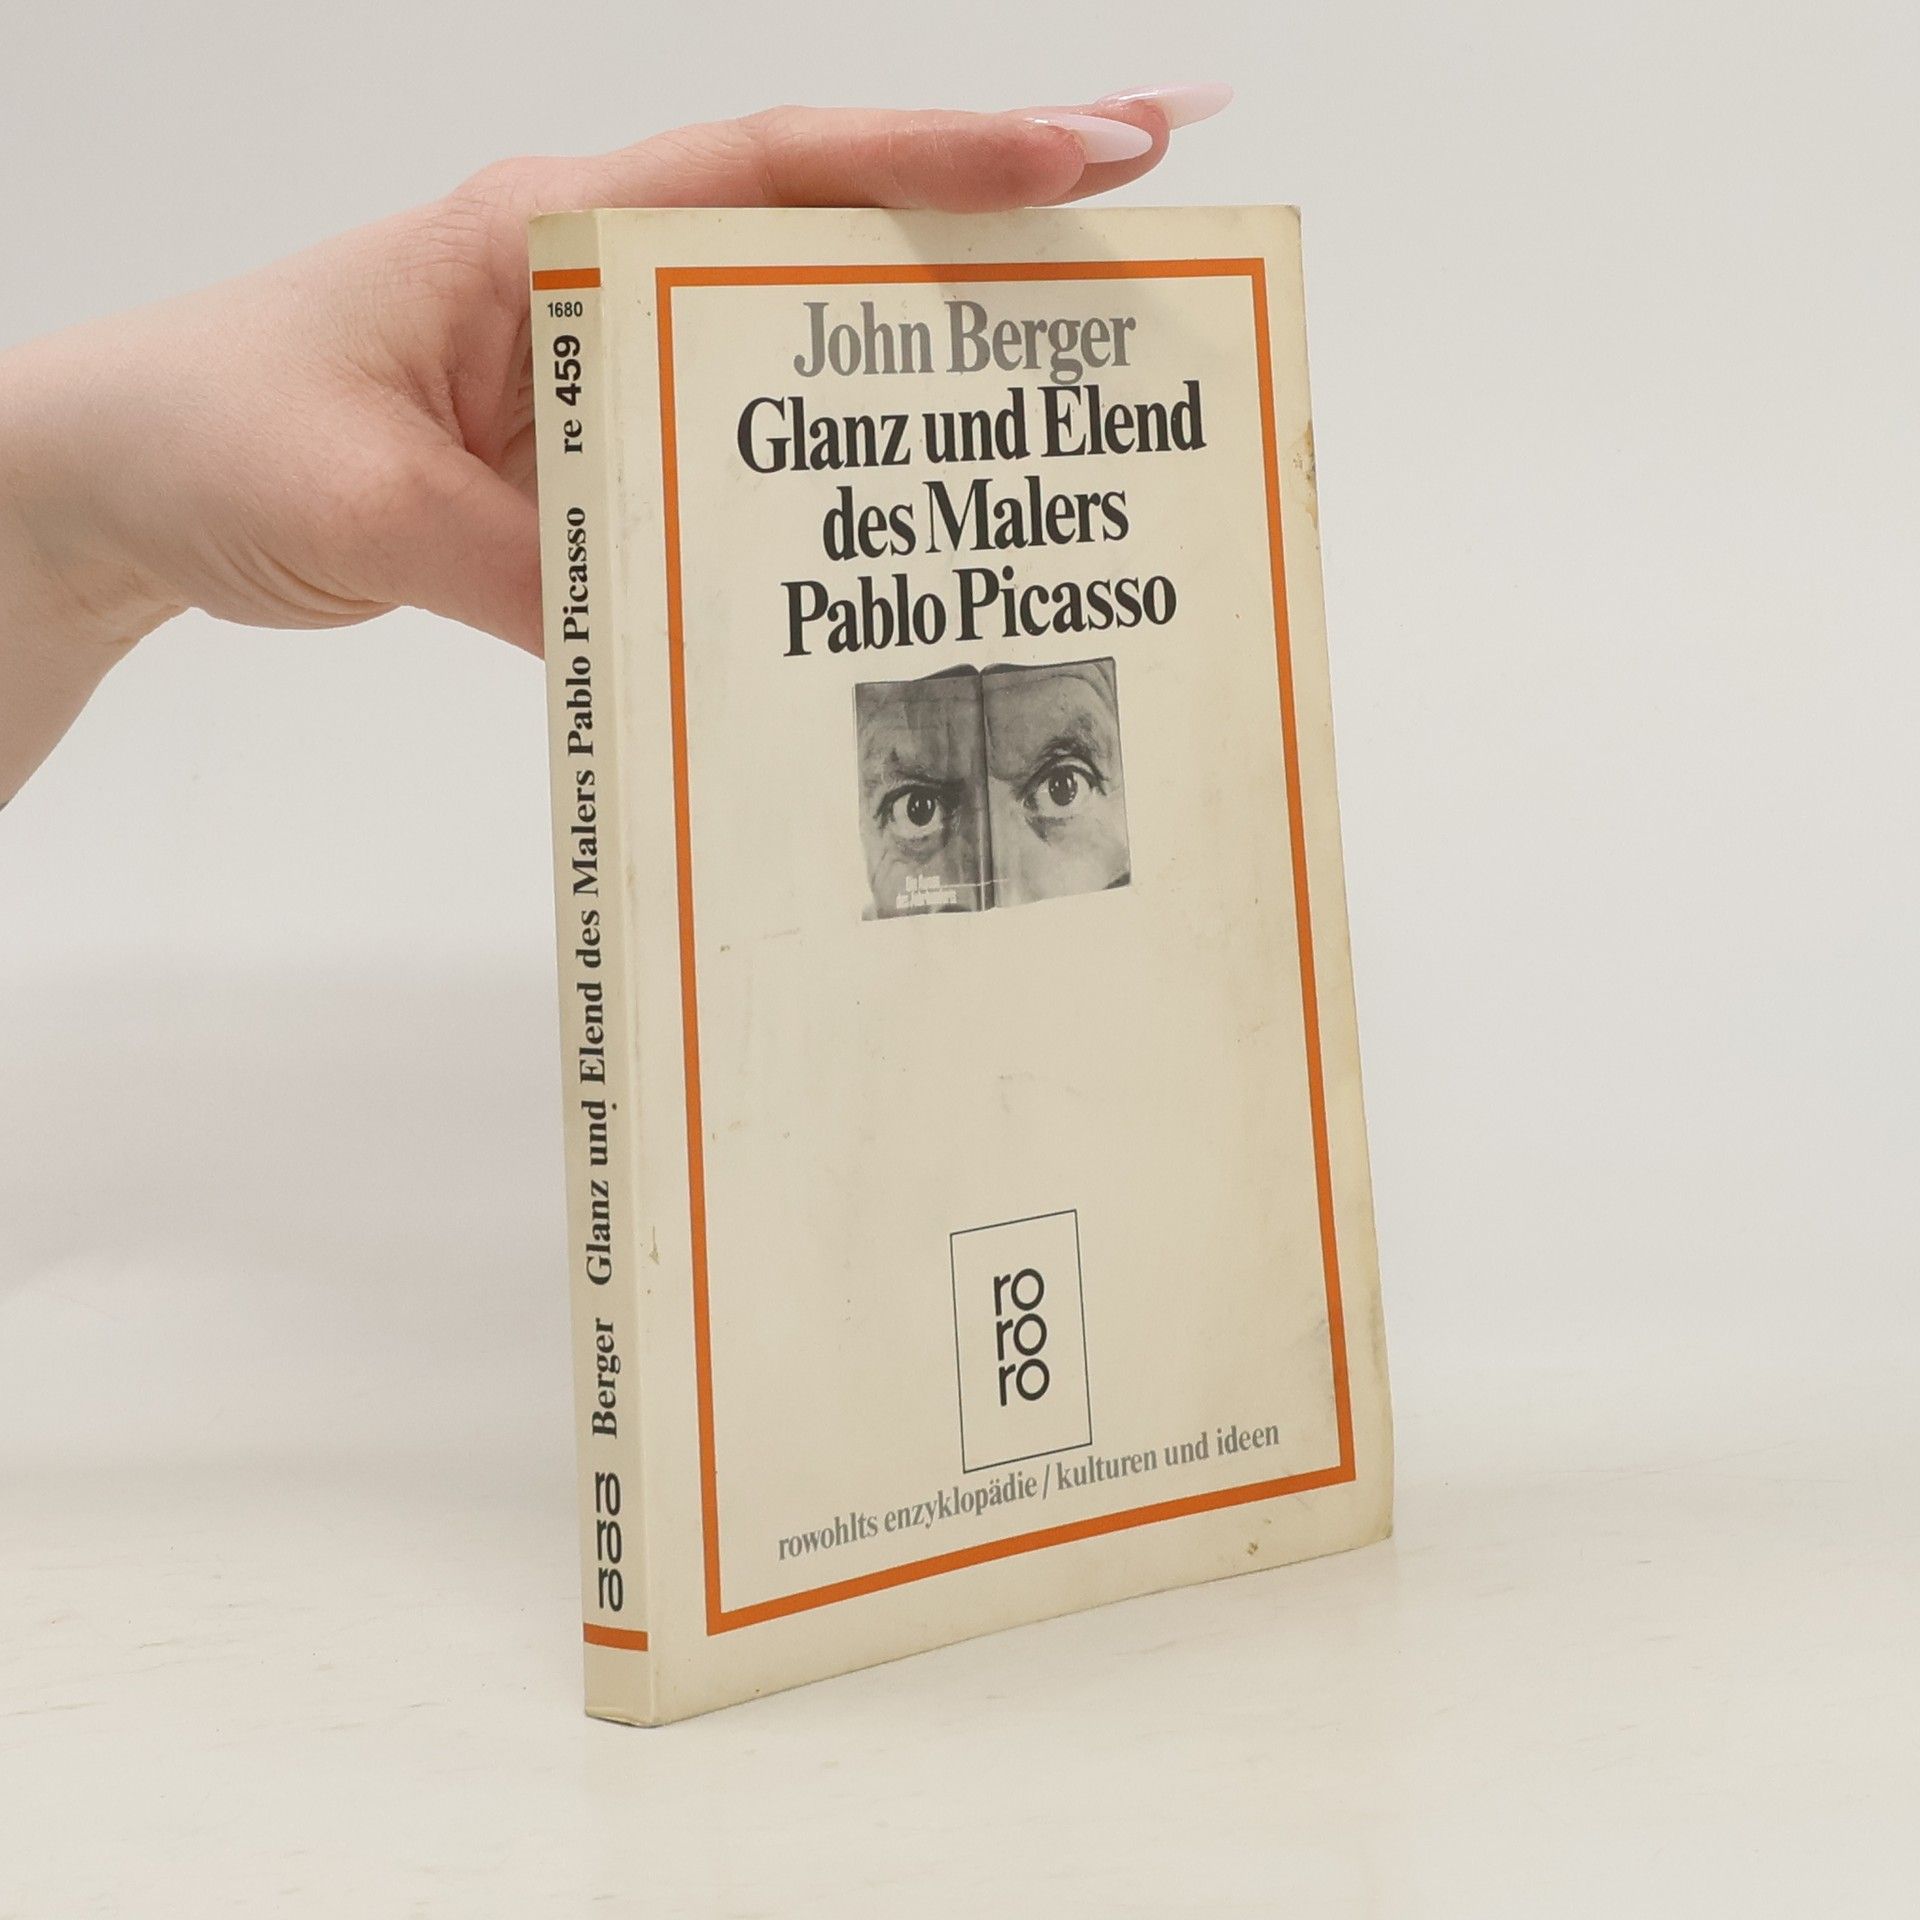 1680
re 459
Berger Glanz und Elend des Malers Pablo Picasso
ro
ro
ro
John Berger
Glanz und Elend
des Malers
Pablo Picasso
ro
ro
ro
rowohlts enzyklopädie / kulturen und ideen